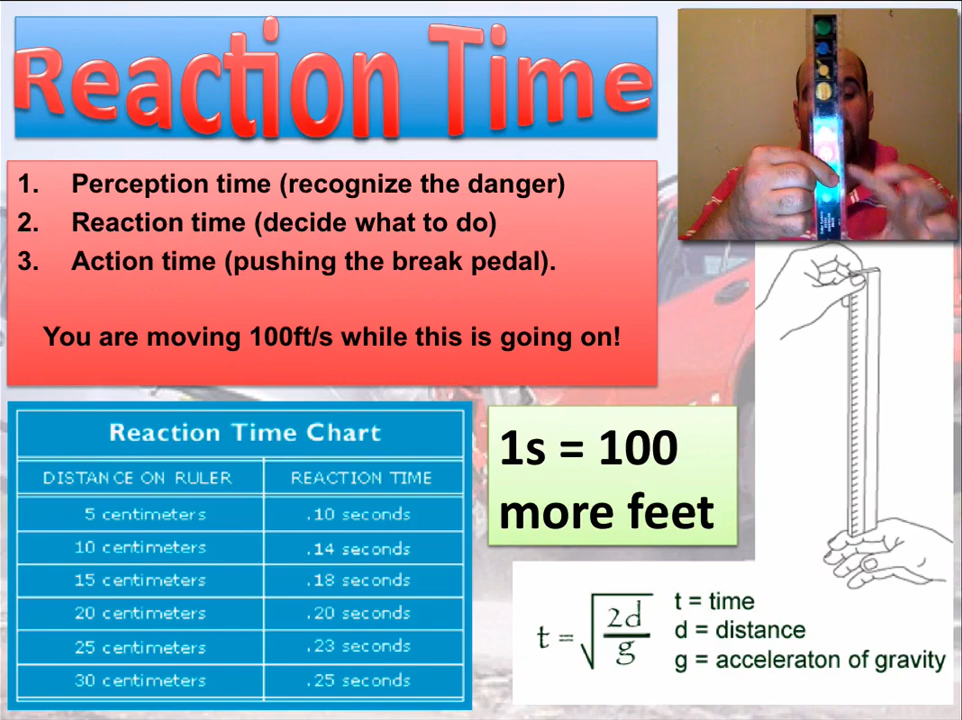 Reaction Time
1. Perception time (recognize the danger)
2. Reaction time (decide what to do)
3. Action time (pushing the break pedal).
You are moving 100ft/s while this is going on!
Reaction Time Chart
DISTANCE ON RULER REACTION TIME
5 centimeters .10 seconds
10 centimeters .14 seconds
15 centimeters .18 seconds
20 centimeters .20 seconds
25 centimeters .23 seconds
30 centimeters .25 seconds
1s = 100
more feet
t = √(2d/g)
t = time
d = distance
g = acceleraton of gravity